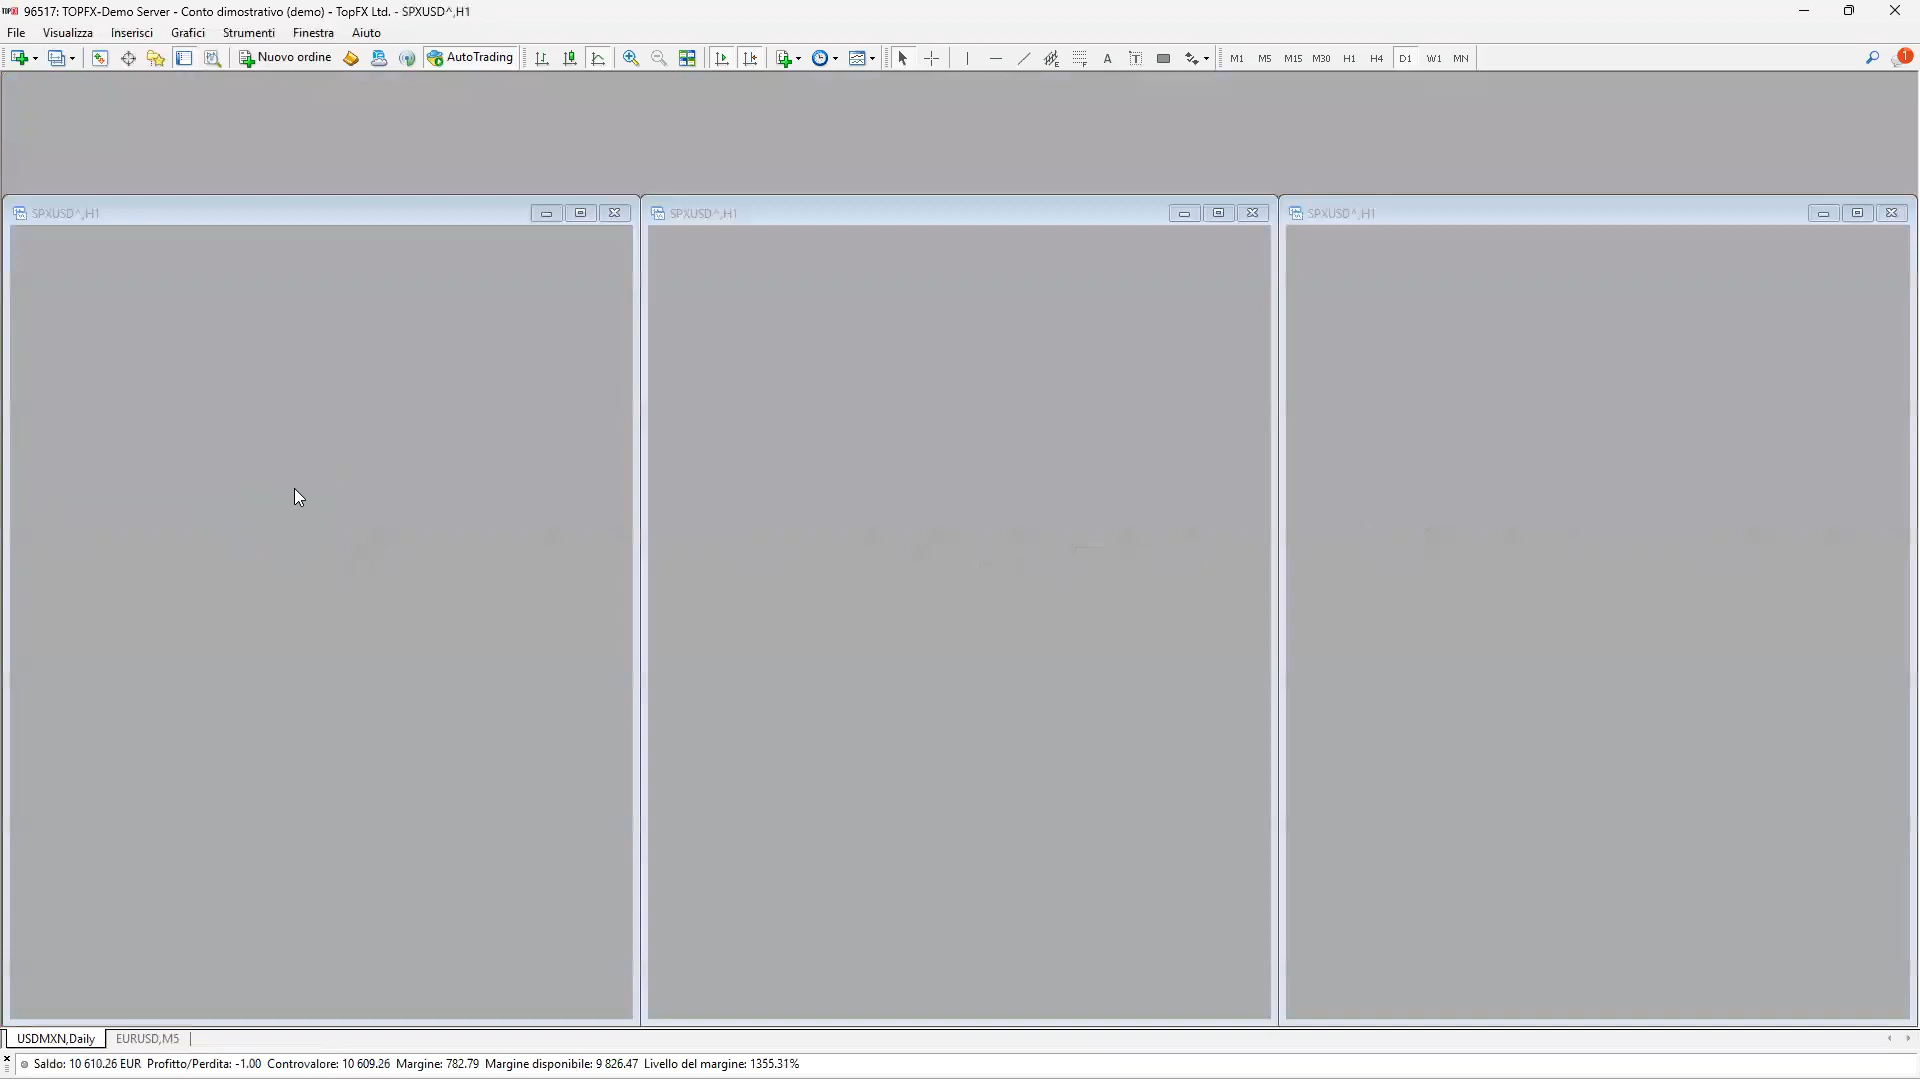 96517: TOPFX-Demo Server - Conto dimostrativo (demo) - TopFX Ltd. - SPXUSD^,H1
File Visualizza Inserisci Grafici Strumenti Finestra Aiuto
Nuovo ordine AutoTrading A T M1 M5 M15 M30 H1 H4 D1 W1 MN 1
SPXUSD^,H1 SPXUSD^,H1 SPXUSD^,H1
USDMXN,Daily EURUSD,M5
Saldo: 10 610.26 EUR Profitto/Perdita: -1.00 Controvalore: 10 609.26 Margine: 782.79 Margine disponibile: 9 826.47 Livello del margine: 1355.31%